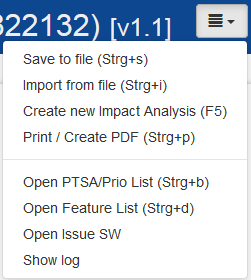 322132) [v1.1]
Save to file (Strg+s)
Import from file (Strg+i)
Create new Impact Analysis (F5)
Print / Create PDF (Strg+p)
Open PTSA/Prio List (Strg+b)
Open Feature List (Strg+d)
Open Issue SW
Show log